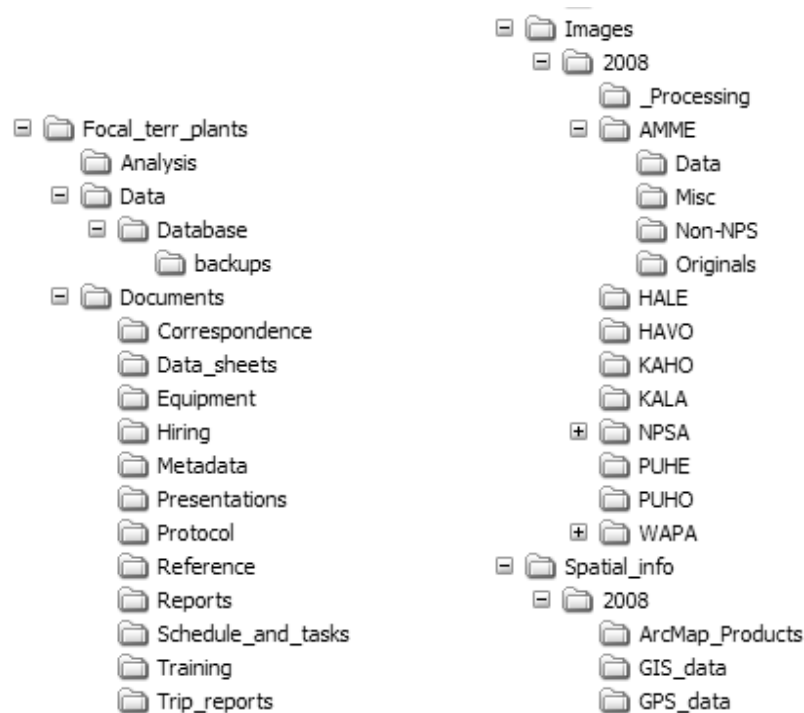 Focal_terr_plants
Analysis
Data
Database
backups
Documents
Correspondence
Data_sheets
Equipment
Hiring
Metadata
Presentations
Protocol
Reference
Reports
Schedule_and_tasks
Training
Trip_reports
Images
2008
_Processing
AMME
Data
Misc
Non-NPS
Originals
HALE
HAVO
KAHO
KALA
NPSA
PUHE
PUHO
WAPA
Spatial_info
2008
ArcMap_Products
GIS_data
GPS_data